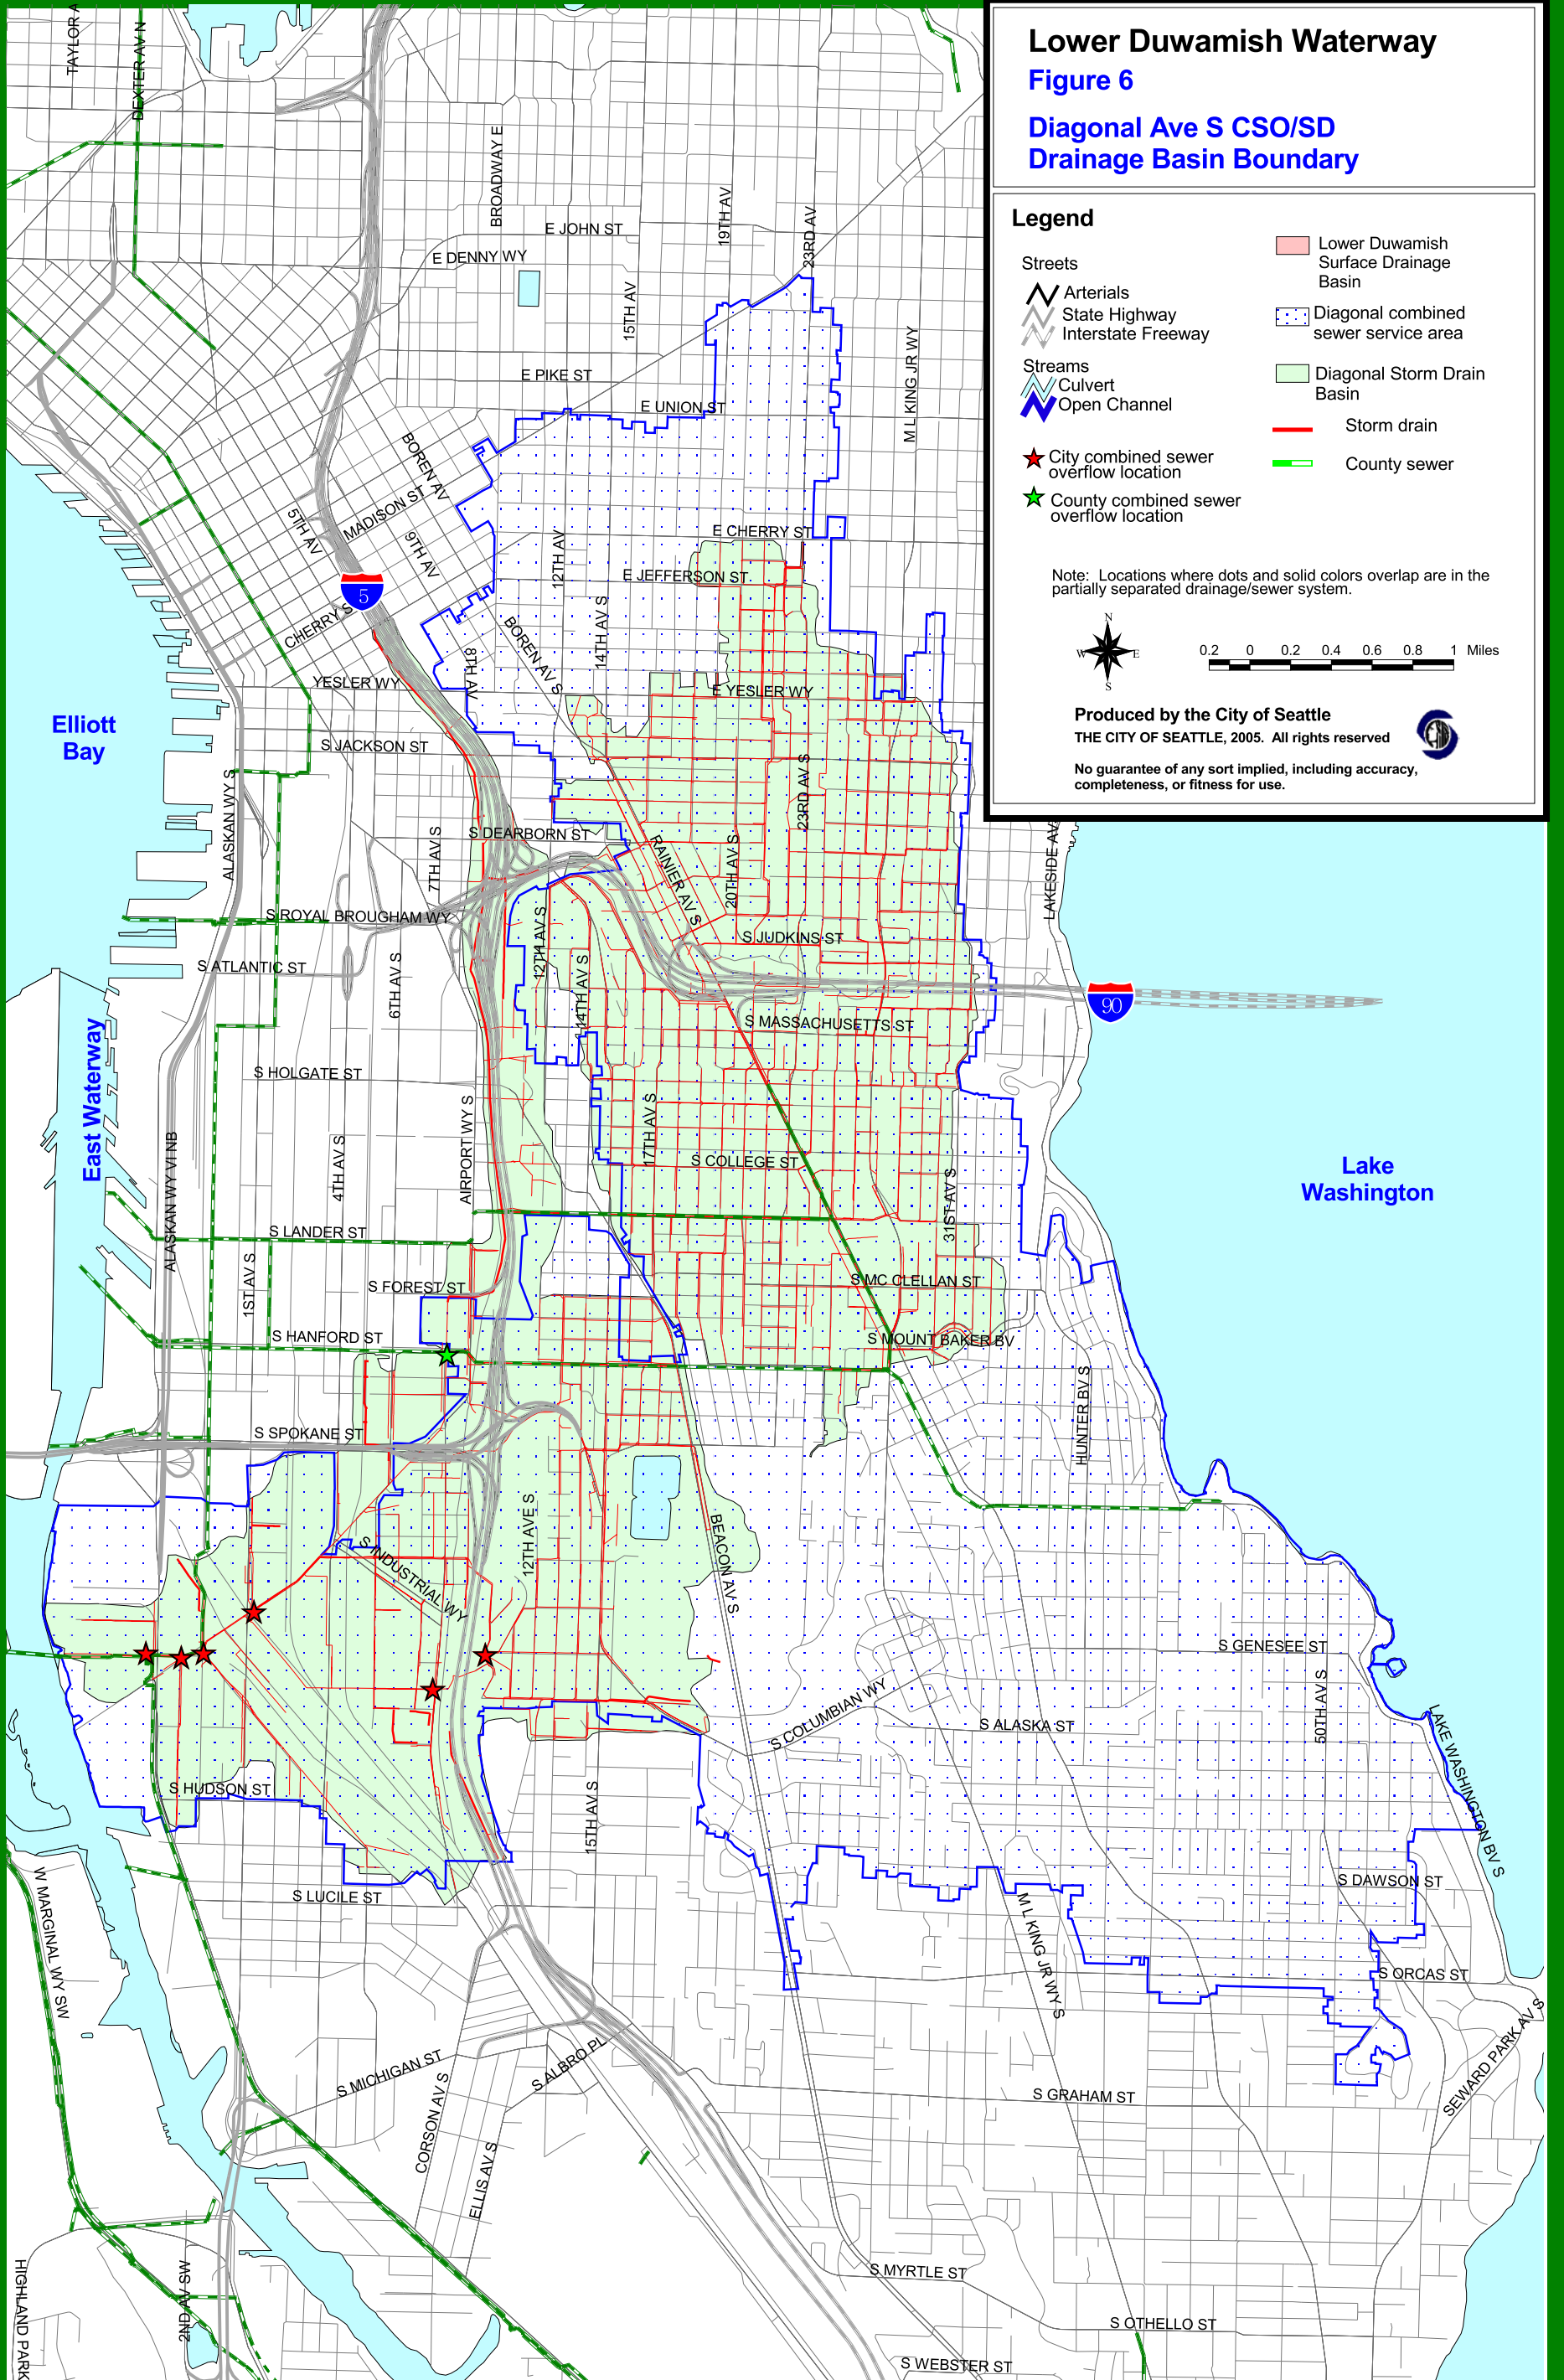 Lower Duwamish Waterway
Figure 6
Diagonal Ave S CSO/SD
Drainage Basin Boundary
Legend
Streets
Arterials
State Highway
Interstate Freeway
Streams
Culvert
Open Channel
City combined sewer
overflow location
County combined sewer
overflow location
Lower Duwamish
Surface Drainage
Basin
Diagonal combined
sewer service area
Diagonal Storm Drain
Basin
Storm drain
County sewer
Note: Locations where dots and solid colors overlap are in the
partially separated drainage/sewer system.
N
W E
S
0.2 0 0.2 0.4 0.6 0.8 1 Miles
Produced by the City of Seattle
THE CITY OF SEATTLE, 2005. All rights reserved
No guarantee of any sort implied, including accuracy,
completeness, or fitness for use.
TAYLOR A
DEXTER AV N
BROADWAY E
E JOHN ST
E DENNY WY
19TH AV
23RD AV
15TH AV
M L KING JR WY
E PIKE ST
E UNION ST
BOREN AV
MADISON ST
5TH AV
9TH AV
12TH AV
E CHERRY ST
E JEFFERSON ST
5
CHERRY S
14TH AV S
BOREN AV S
8TH AV
YESLER WY
E YESLER WY
Elliott
Bay
S JACKSON ST
ALASKAN WY S
23RD AV S
S DEARBORN ST
7TH AV S
RAINIER AV S
20TH AV S
LAKESIDE AV
S ROYAL BROUGHAM WY
12TH AV S
S JUDKINS ST
S ATLANTIC ST
6TH AV S
14TH AV S
90
S MASSACHUSETTS ST
East Waterway
S HOLGATE ST
ALASKAN WY VI NB
4TH AV S
AIRPORT WY S
17TH AV S
S COLLEGE ST
31ST AV S
Lake
Washington
S LANDER ST
1ST AV S
S FOREST ST
S MC CLELLAN ST
S HANFORD ST
S MOUNT BAKER BV
HUNTER BV S
S SPOKANE ST
S INDUSTRIAL WY
12TH AVE S
BEACON AV S
S GENESEE ST
S COLUMBIAN WY
S ALASKA ST
50TH AV S
LAKE WASHINGTON BV S
S HUDSON ST
15TH AV S
S DAWSON ST
W MARGINAL WY SW
S LUCILE ST
M L KING JR WY S
S ORCAS ST
SEWARD PARK AV S
S MICHIGAN ST
S ALBRO PL
CORSON AV S
ELLIS AV S
S GRAHAM ST
HIGHLAND PARK
2ND AV SW
S MYRTLE ST
S OTHELLO ST
S WEBSTER ST